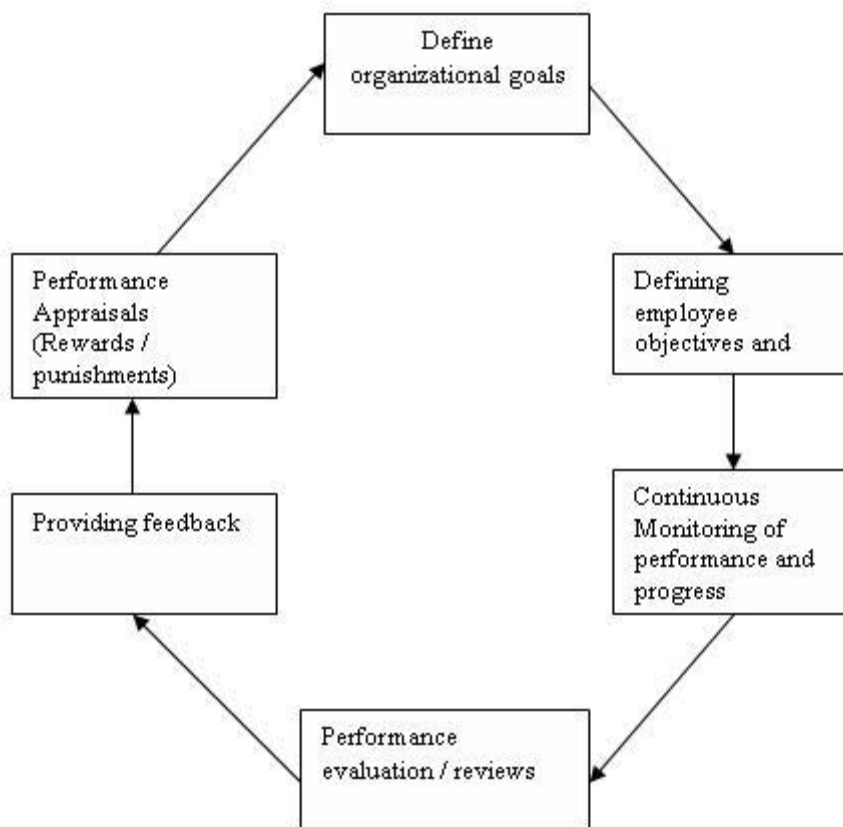 Define
organizational goals
Defining
employee
objectives and
Continuous
Monitoring of
performance and
progress
Performance
evaluation / reviews
Providing feedback
Performance
Appraisals
(Rewards /
punishments)